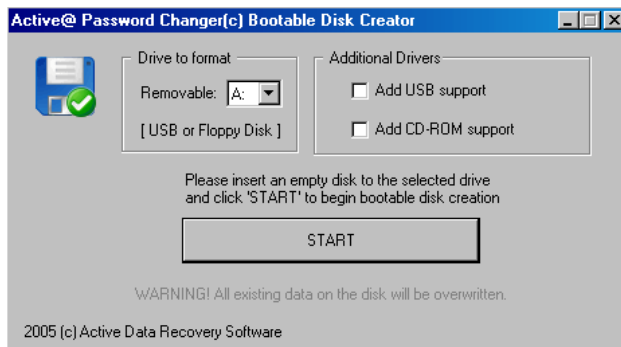 Active@ Password Changer(c) Bootable Disk Creator
Drive to format
Removable: A:
[ USB or Floppy Disk ]
Additional Drivers
Add USB support
Add CD-ROM support
Please insert an empty disk to the selected drive
and click 'START' to begin bootable disk creation
START
WARNING! All existing data on the disk will be overwritten.
2005 (c) Active Data Recovery Software